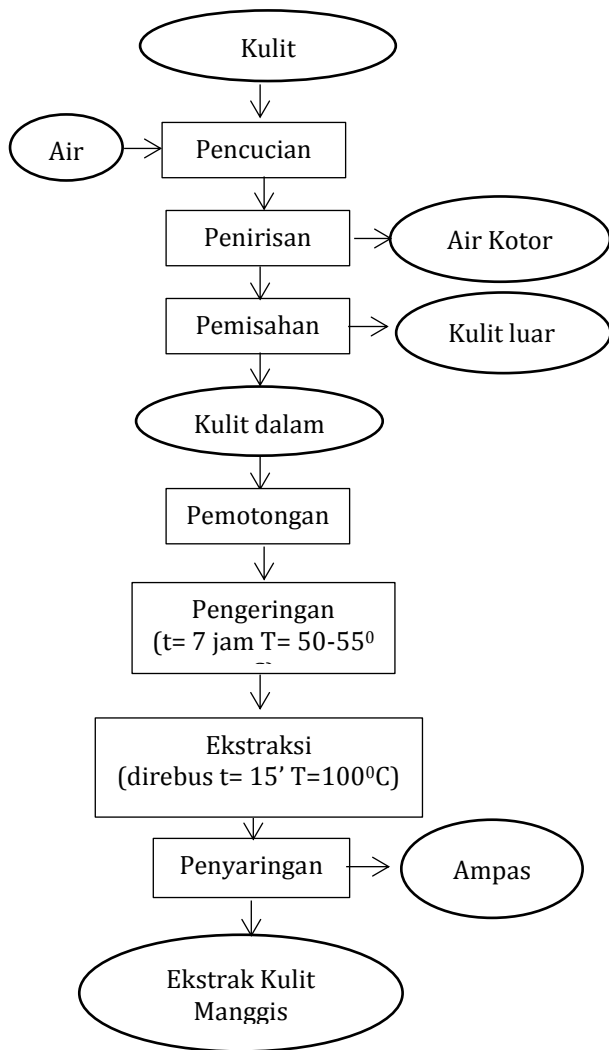 Kulit
Air
Pencucian
Penirisan
Air Kotor
Pemisahan
Kulit luar
Kulit dalam
Pemotongan
Pengeringan
(t= 7 jam T= 50-55⁰
Ekstraksi
(direbus t= 15’ T=100⁰C)
Penyaringan
Ampas
Ekstrak Kulit
Manggis